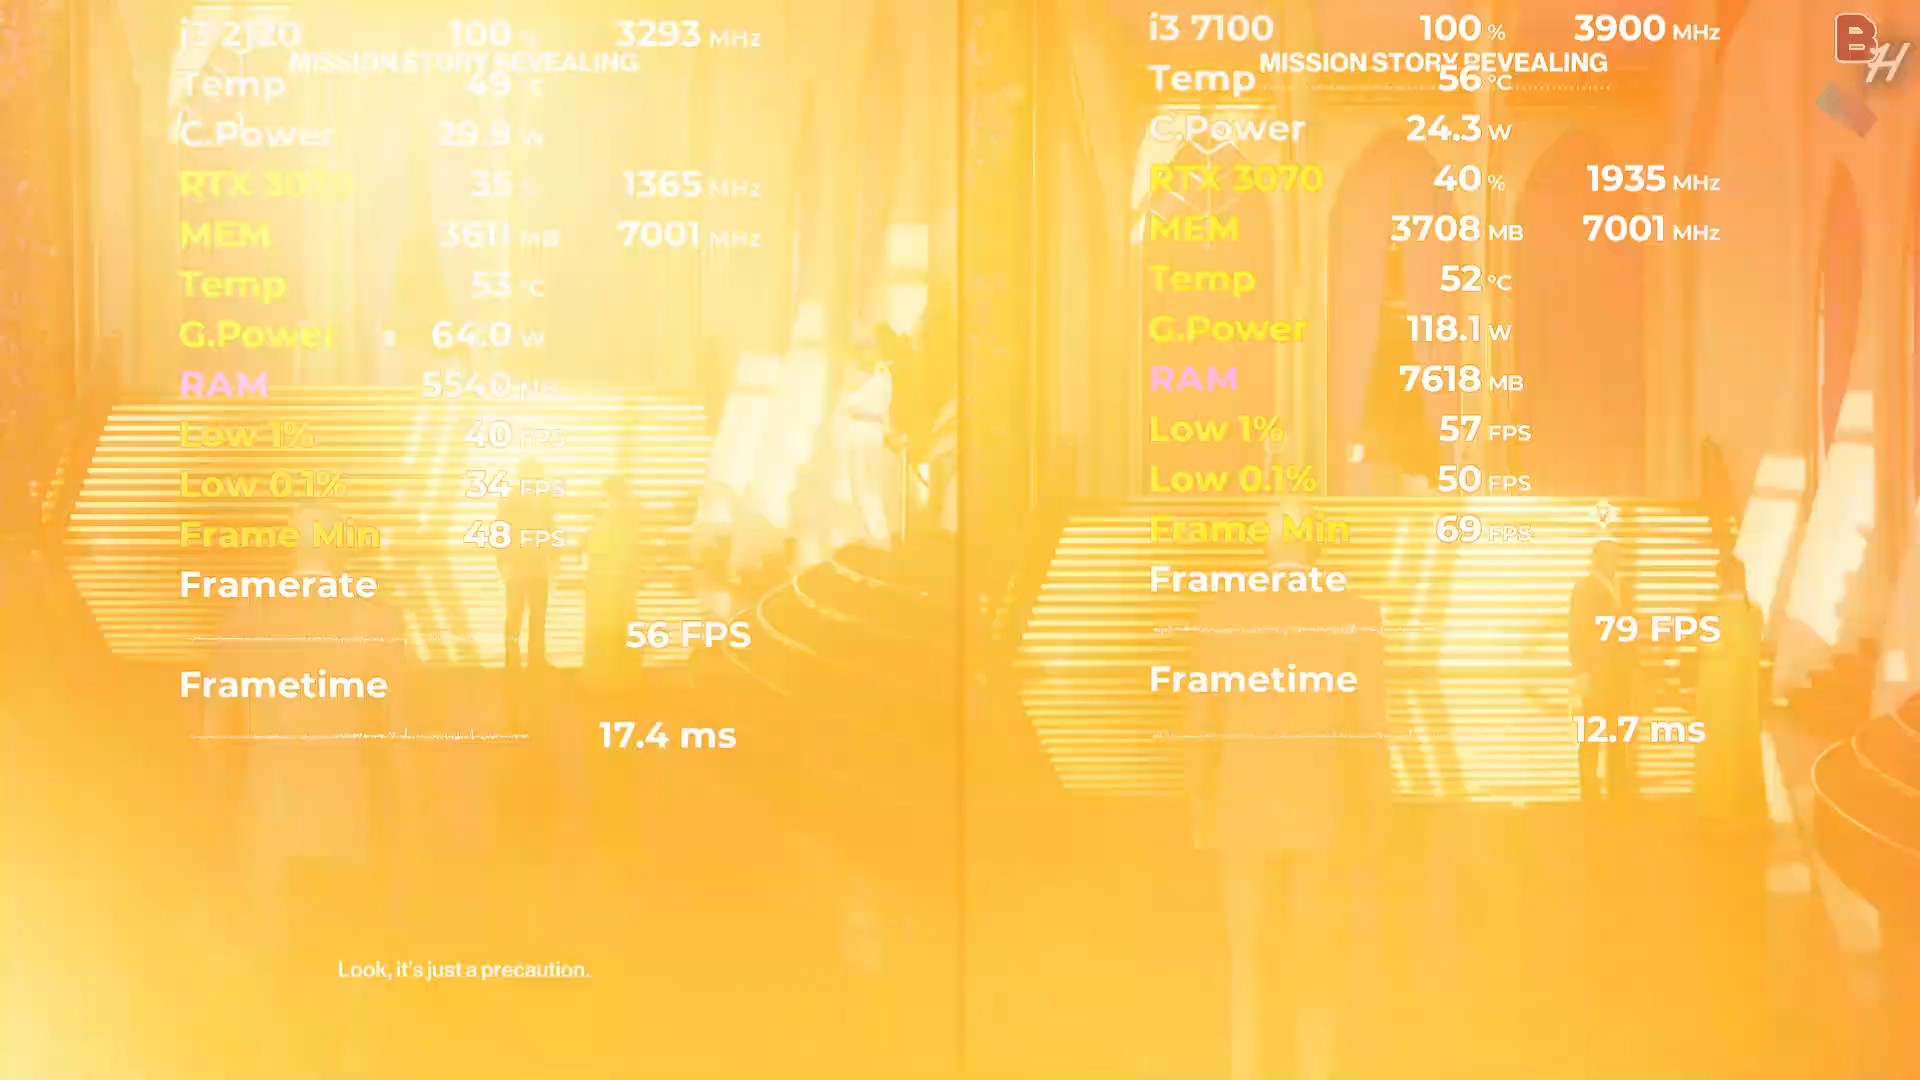 i3 2120 100 % 3293 MHz
MISSION STORY REVEALING
Temp 49 °C
C.Power 29.9 W
RTX 3070 35 % 1365 MHz
MEM 3611 MB 7001 MHz
Temp 53 °C
G.Power 64.0 W
RAM 5540 MB
Low 1% 40 FPS
Low 0.1% 34 FPS
Frame Min 48 FPS
Framerate
56 FPS
Frametime
17.4 ms
Look, it's just a precaution.
i3 7100 100 % 3900 MHz
MISSION STORY REVEALING
Temp 56 °C
C.Power 24.3 W
RTX 3070 40 % 1935 MHz
MEM 3708 MB 7001 MHz
Temp 52 °C
G.Power 118.1 W
RAM 7618 MB
Low 1% 57 FPS
Low 0.1% 50 FPS
Frame Min 69 FPS
Framerate
79 FPS
Frametime
12.7 ms
B H